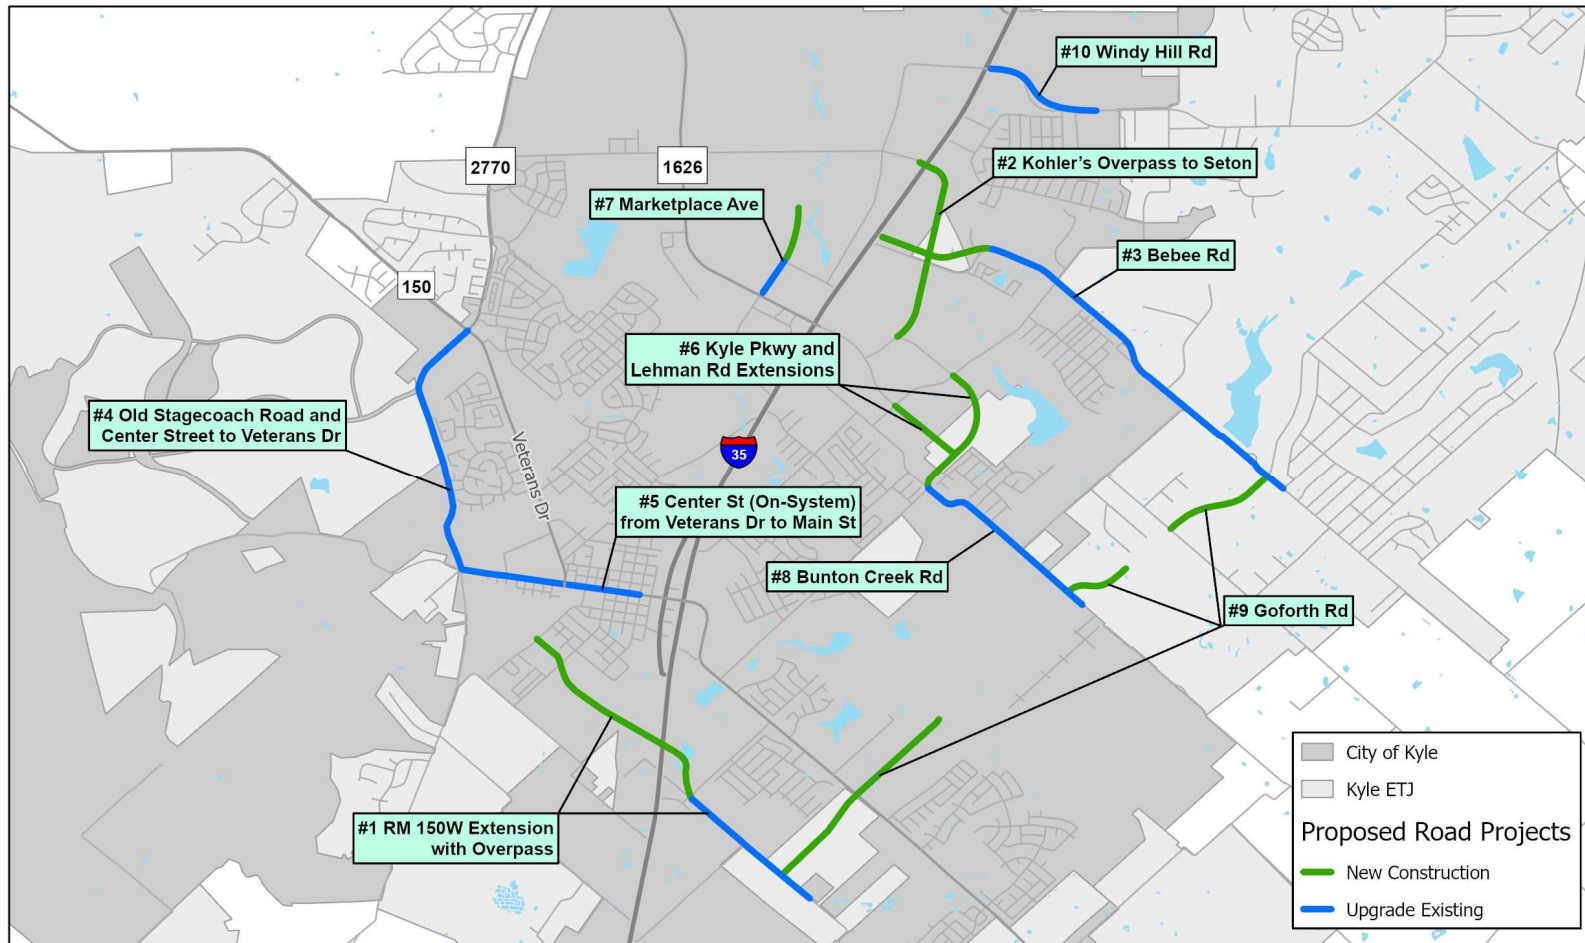 #10 Windy Hill Rd
#2 Kohler's Overpass to Seton
2770
1626
#7 Marketplace Ave
#3 Bebee Rd
150
#6 Kyle Pkwy and
Lehman Rd Extensions
#4 Old Stagecoach Road and
Center Street to Veterans Dr
Veterans Dr
35
#5 Center St (On-System)
from Veterans Dr to Main St
#8 Bunton Creek Rd
#9 Goforth Rd
#1 RM 150W Extension
with Overpass
City of Kyle
Kyle ETJ
Proposed Road Projects
New Construction
Upgrade Existing